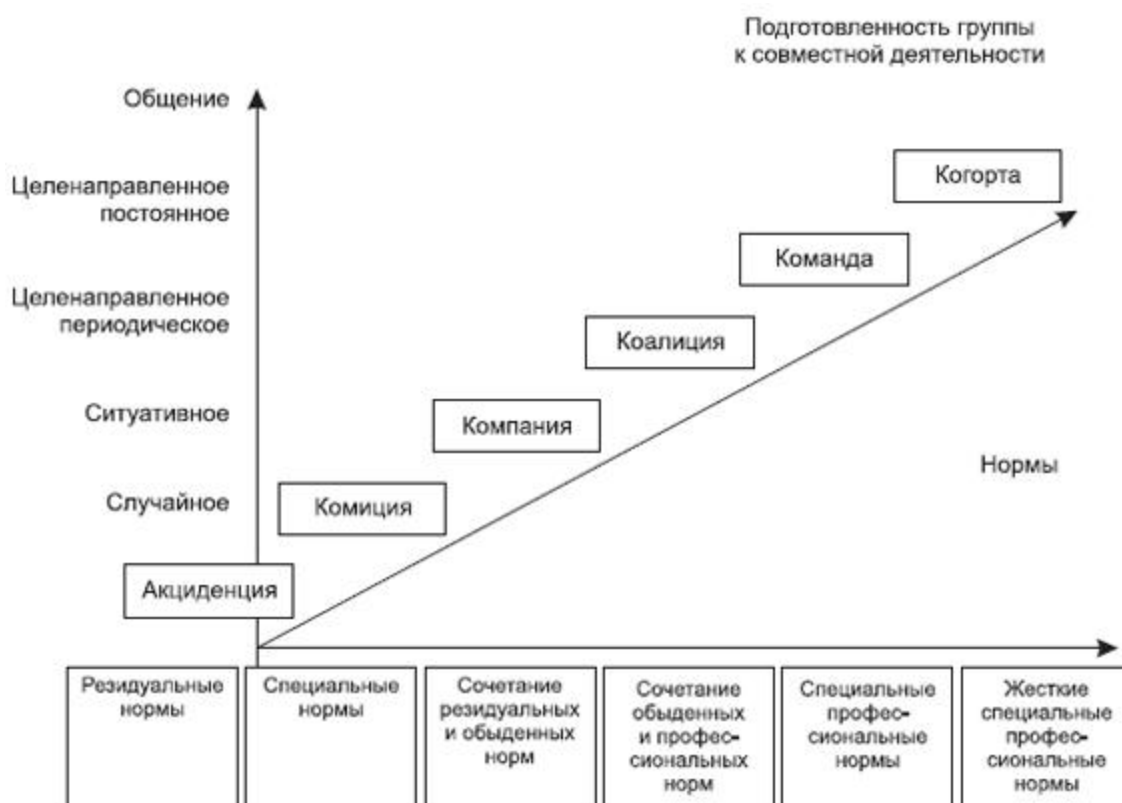 Подготовленность группы
к совместной деятельности
Общение
Целенаправленное
постоянное
Целенаправленное
периодическое
Ситуативное
Случайное
Когорта
Команда
Коалиция
Компания
Комиция
Акциденция
Нормы
Резидуальные
нормы
Специальные
нормы
Сочетание
резидуальных
и обыденных
норм
Сочетание
обыденных
и профес-
сиональных
норм
Специальные
профес-
сиональные
нормы
Жесткие
специальные
профес-
сиональные
нормы